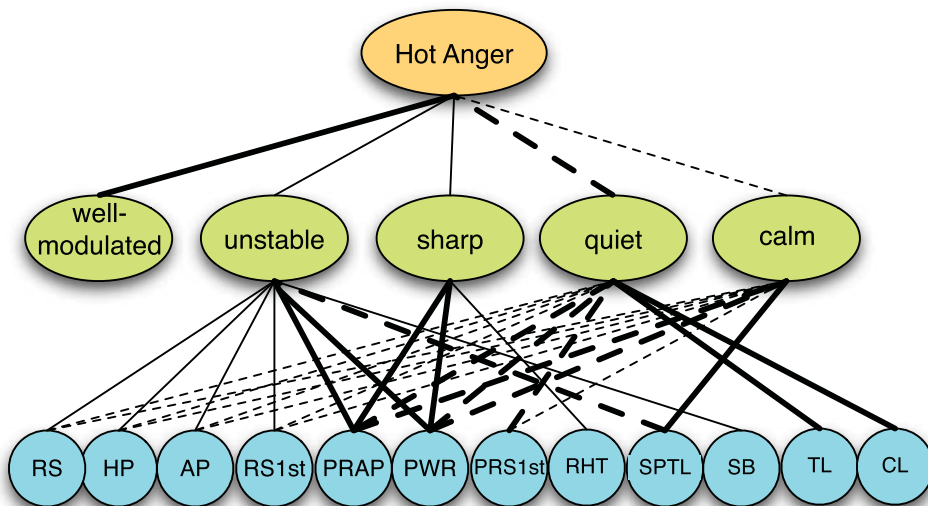 Hot Anger
well-
modulated
unstable
sharp
quiet
calm
RS
HP
AP
RS1st
PRAP
PWR
PRS1st
RHT
SPTL
SB
TL
CL